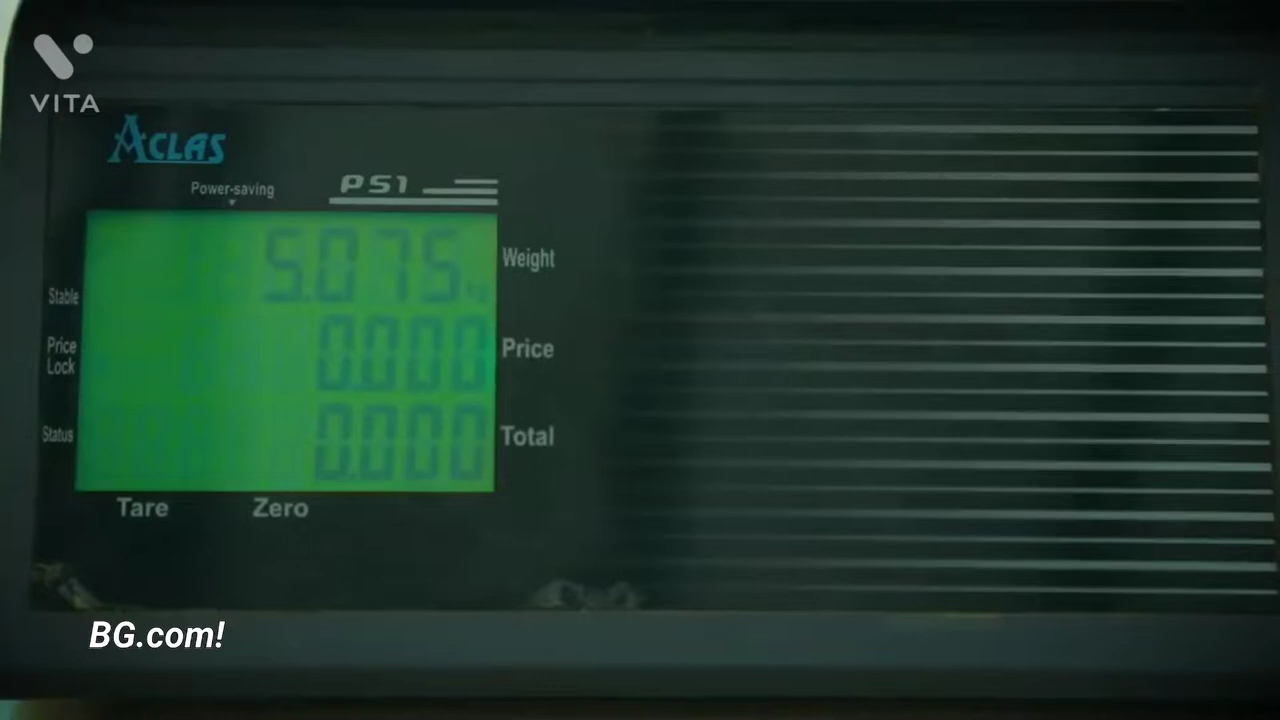 VITA
ACLAS
Power-saving
PS1
5.075 kg
Weight
Stable
0.000
Price
Price
Lock
0.000
Total
Status
Tare
Zero
BG.com!